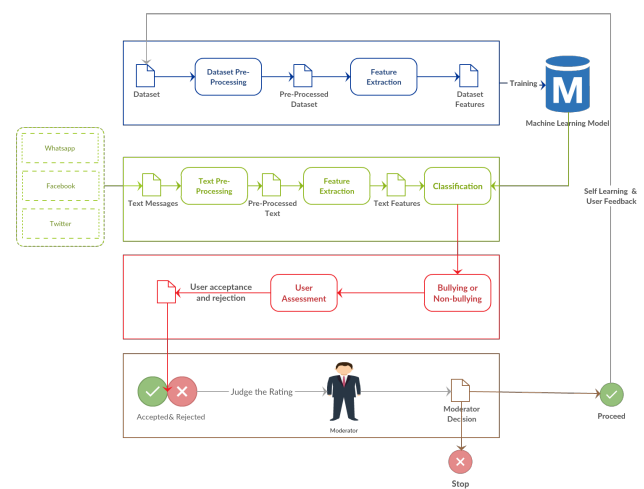 Dataset Pre-
Processing
Feature
Extraction
Dataset
Pre-Processed
Dataset
Dataset
Features
Training
M
Machine Learning Model
Whatsapp
Facebook
Twitter
Text Messages
Text Pre-
Processing
Pre-Processed
Text
Feature
Extraction
Text Features
Classification
Self Learning &
User Feedback
User acceptance
and rejection
User
Assessment
Bullying or
Non-bullying
Accepted& Rejected
Judge the Rating
Moderator
Moderator
Decision
Proceed
Stop